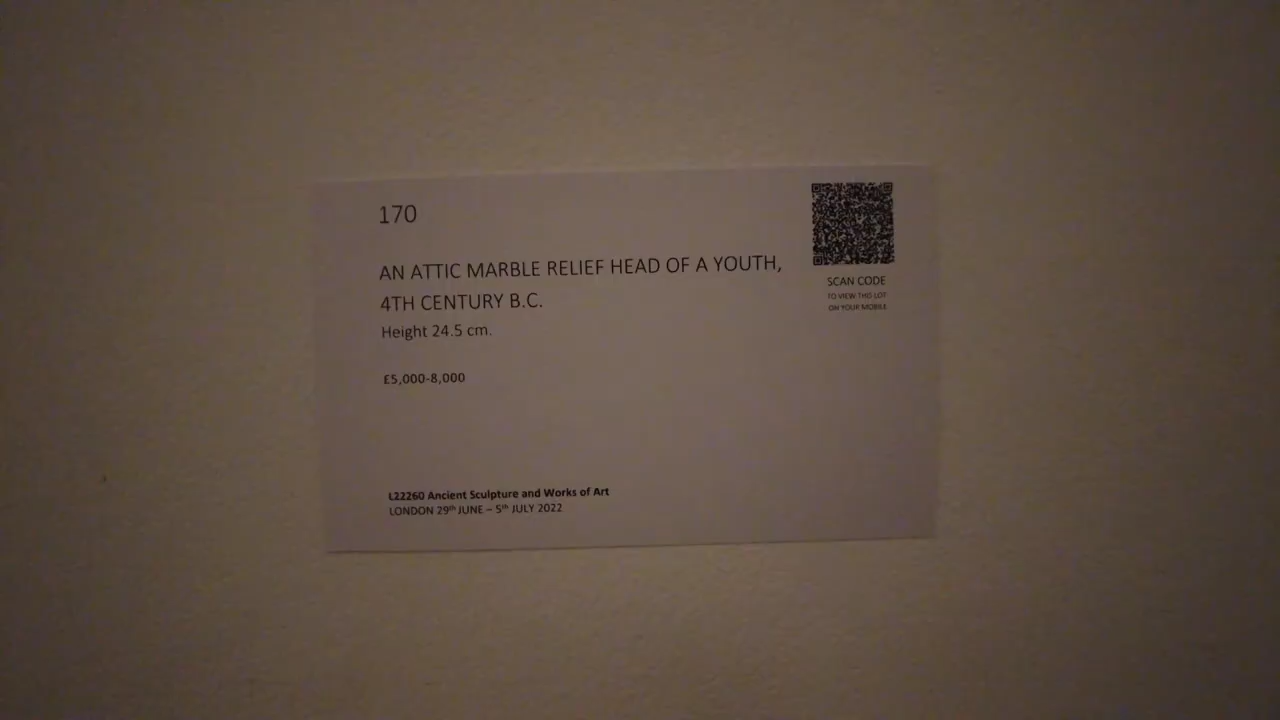 170
AN ATTIC MARBLE RELIEF HEAD OF A YOUTH,
4TH CENTURY B.C.
Height 24.5 cm.
£5,000-8,000
L22260 Ancient Sculpture and Works of Art
LONDON 29th JUNE – 5th JULY 2022
SCAN CODE
TO VIEW THIS LOT
ON YOUR MOBILE